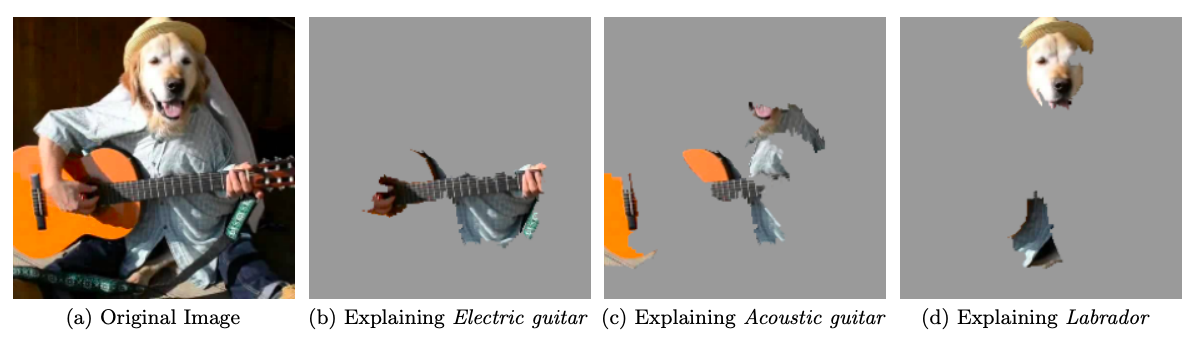 (a) Original Image
(b) Explaining Electric guitar
(c) Explaining Acoustic guitar
(d) Explaining Labrador